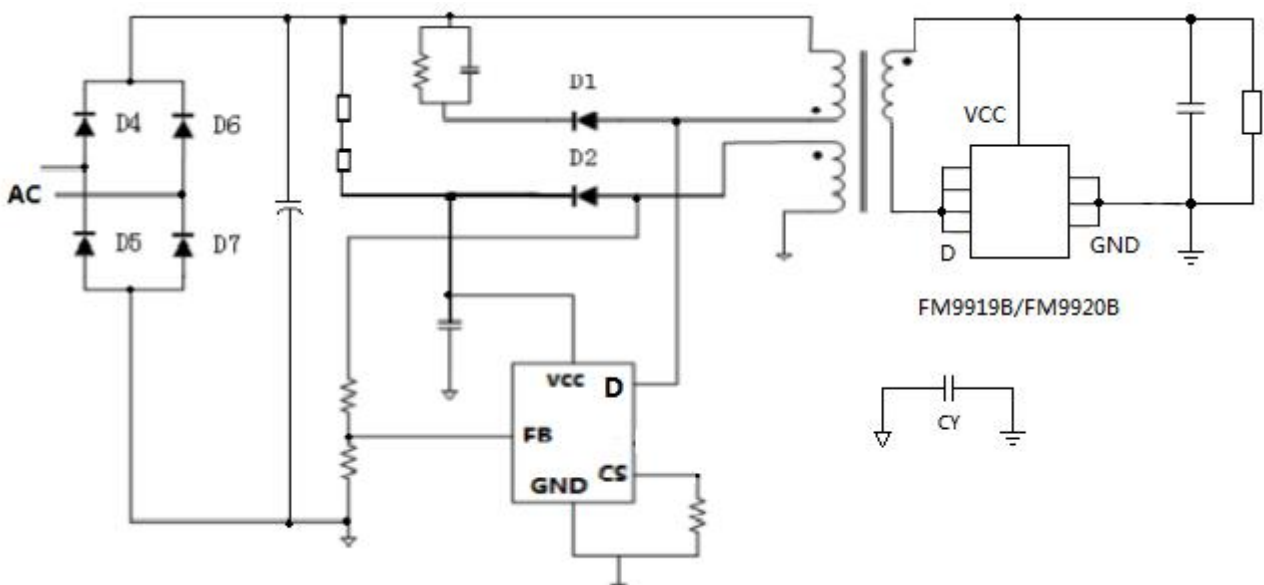 D1
VCC
D4
D6
D2
AC
D5
D7
D
GND
FM9919B/FM9920B
vcc
D
FB
CY
CS
GND